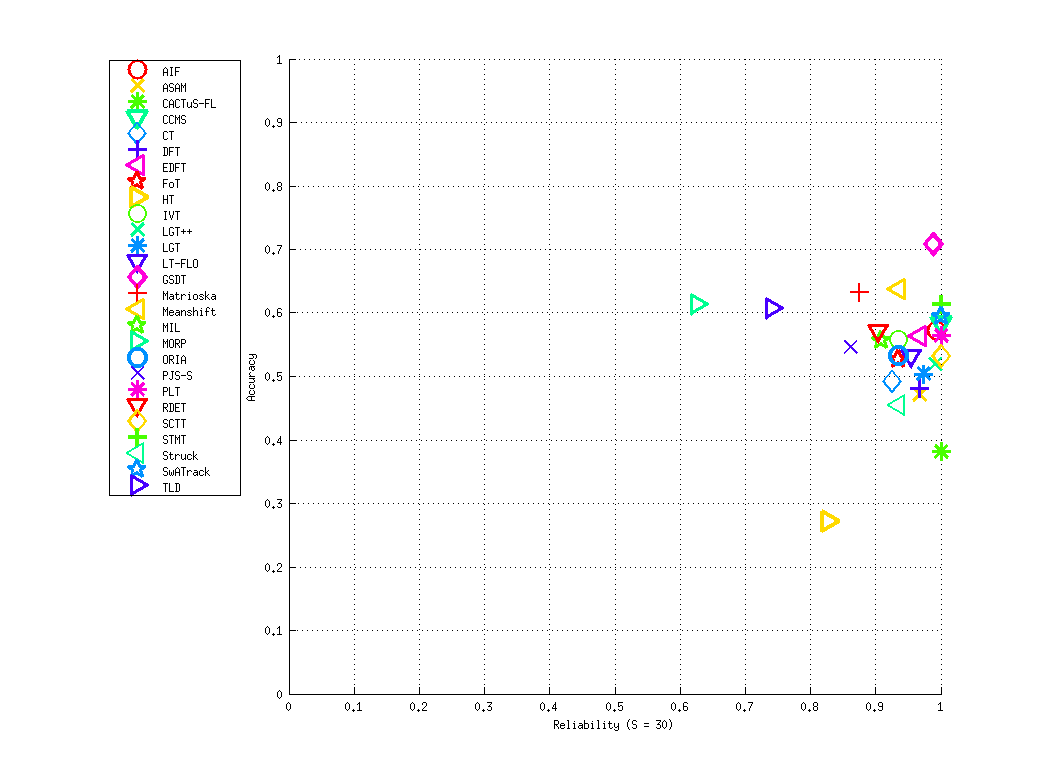 AIF
ASAM
CACTuS-FL
CCMS
CT
DFT
EDFT
FoT
HT
IVT
LGT++
LGT
LT-FLO
GSDT
Matrioska
Meanshift
MIL
MORP
ORIA
PJS-S
PLT
RDET
SCTT
STMT
Struck
SwATrack
TLD
1
0.9
0.8
0.7
0.6
0.5
0.4
0.3
0.2
0.1
0
Accuracy
0 0.1 0.2 0.3 0.4 0.5 0.6 0.7 0.8 0.9 1
Reliability (S = 30)